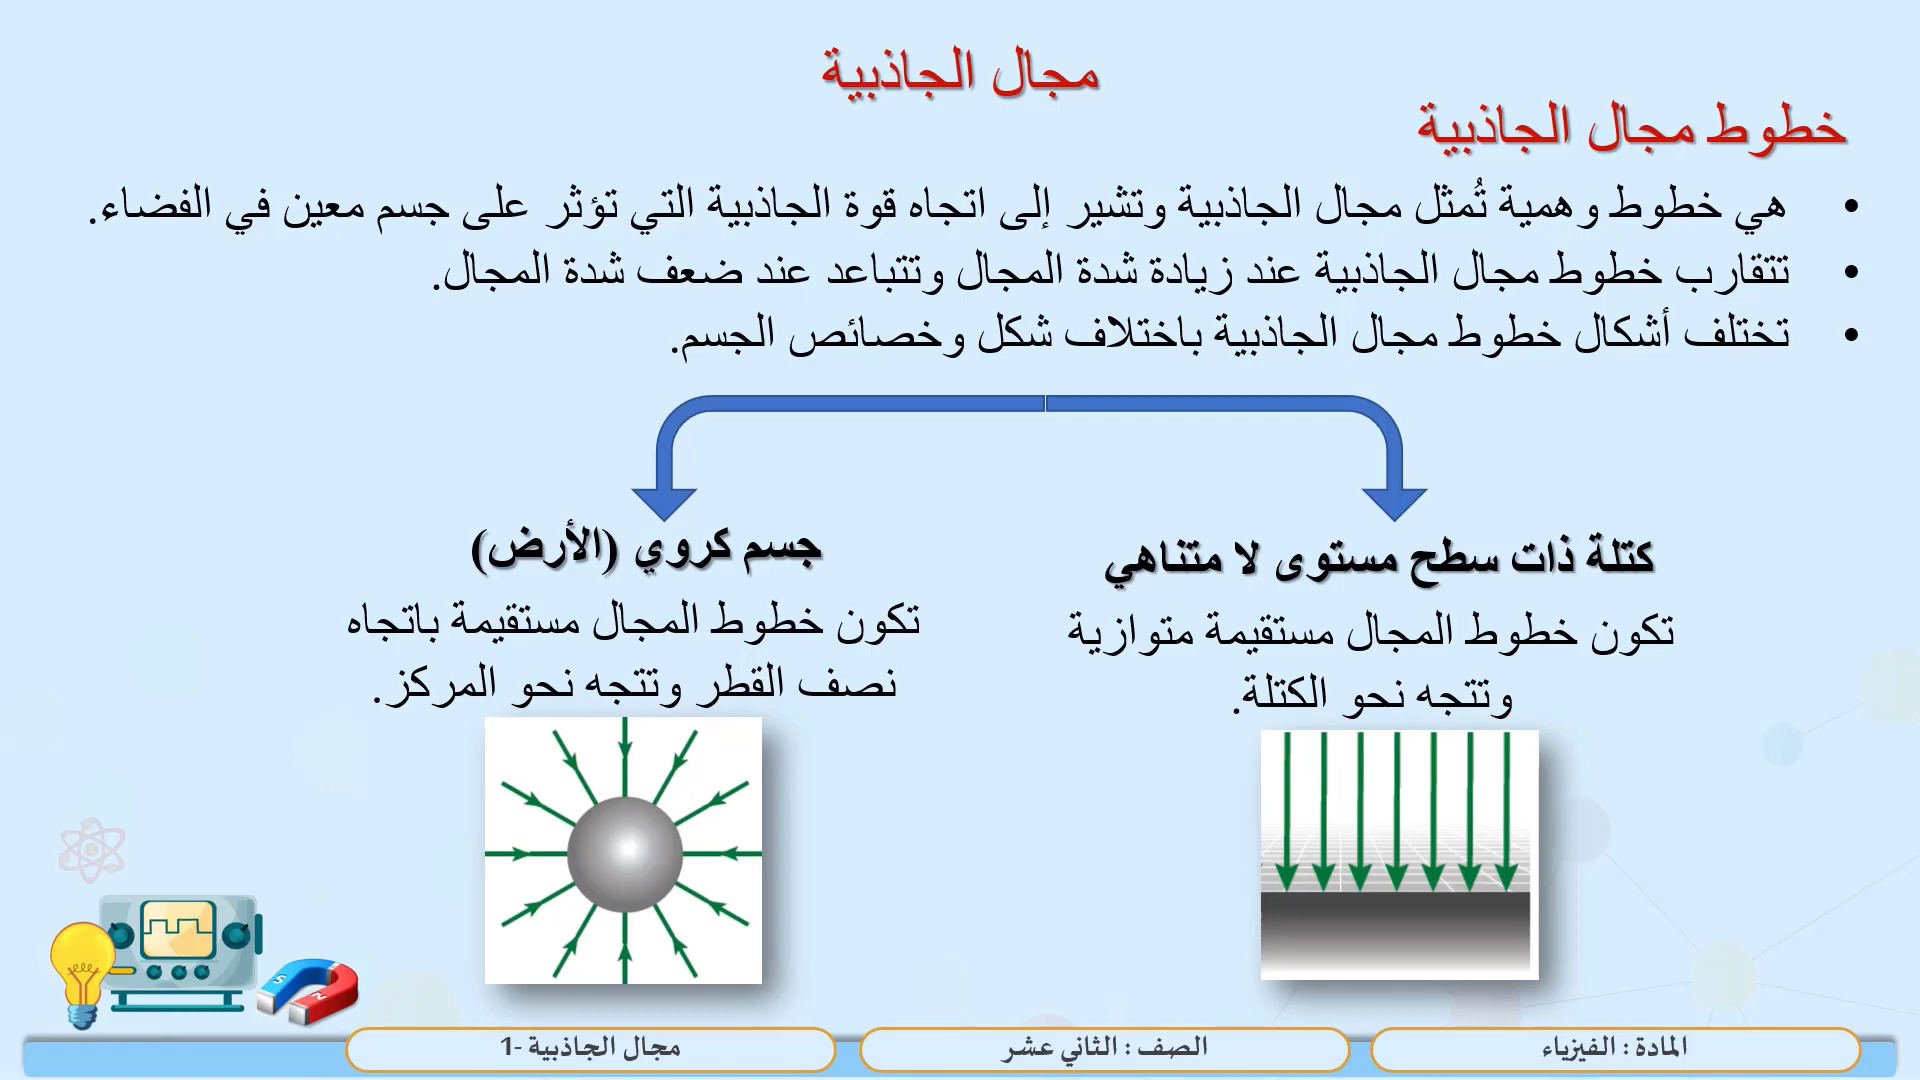 مجال الجاذبية
خطوط مجال الجاذبية
• هي خطوط وهمية تُمثل مجال الجاذبية وتشير إلى اتجاه قوة الجاذبية التي تؤثر على جسم معين في الفضاء.
• تتقارب خطوط مجال الجاذبية عند زيادة شدة المجال وتتباعد عند ضعف شدة المجال.
• تختلف أشكال خطوط مجال الجاذبية باختلاف شكل وخصائص الجسم.
كتلة ذات سطح مستوى لا متناهي
تكون خطوط المجال مستقيمة متوازية
وتتجه نحو الكتلة.
جسم كروي (الأرض)
تكون خطوط المجال مستقيمة باتجاه
نصف القطر وتتجه نحو المركز.
S
N
المادة : الفيزياء
الصف : الثاني عشر
مجال الجاذبية -1